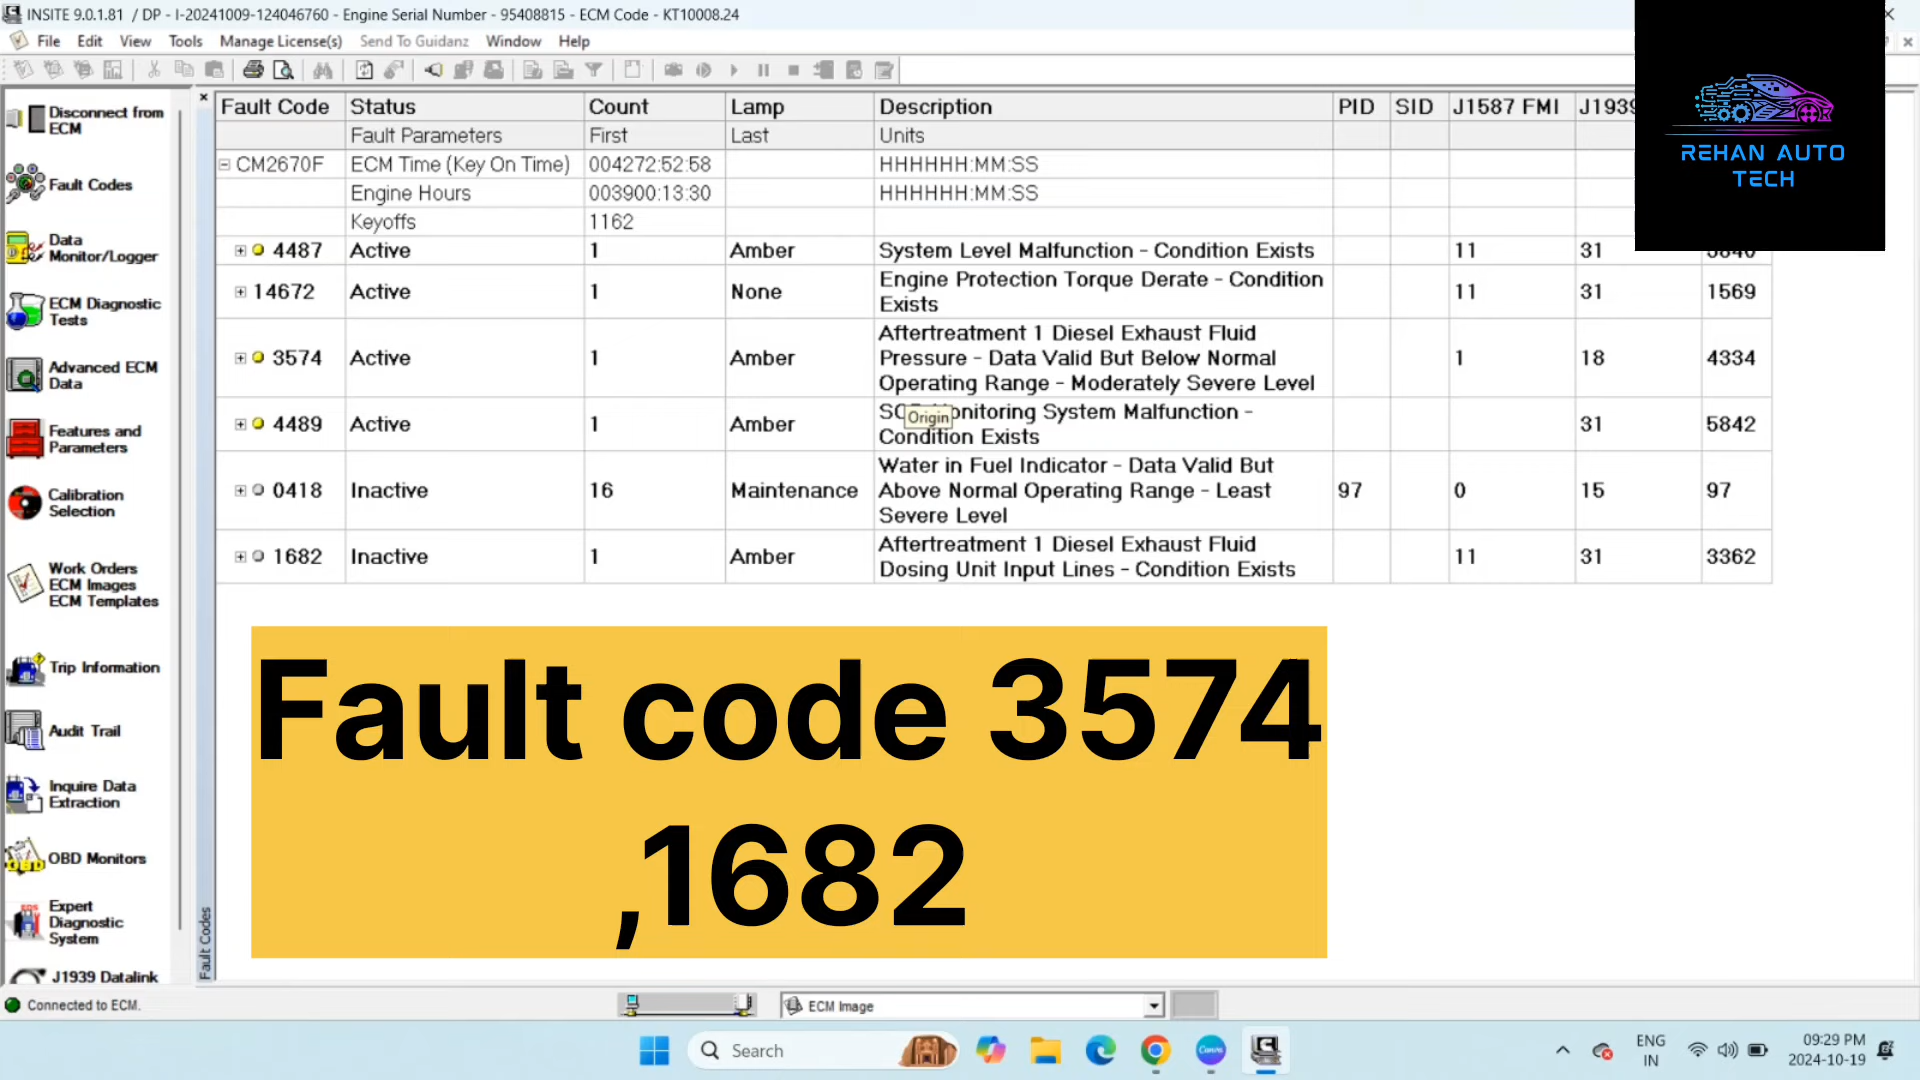 INSITE 9.0.1.81 / DP - I-20241009-124046760 - Engine Serial Number - 95408815 - ECM Code - KT10008.24
File Edit View Tools Manage License(s) Send To Guidanz Window Help
REHAN AUTO
TECH
Disconnect from
ECM
Fault Codes
Data
Monitor/Logger
ECM Diagnostic
Tests
Advanced ECM
Data
Features and
Parameters
Calibration
Selection
Work Orders
ECM Images
ECM Templates
Trip Information
Audit Trail
Inquire Data
Extraction
OBD Monitors
Expert
Diagnostic
System
J1939 Datalink
Fault Codes
Fault Code Status Count Lamp Description PID SID J1587 FMI J1939
Fault Parameters First Last Units
CM2670F ECM Time (Key On Time) 004272:52:58 HHHHHH:MM:SS
Engine Hours 003900:13:30 HHHHHH:MM:SS
Keyoffs 1162
4487 Active 1 Amber System Level Malfunction - Condition Exists 11 31
14672 Active 1 None Engine Protection Torque Derate - Condition
Exists 11 31 1569
3574 Active 1 Amber Aftertreatment 1 Diesel Exhaust Fluid
Pressure - Data Valid But Below Normal
Operating Range - Moderately Severe Level 1 18 4334
4489 Active 1 Amber Monitoring System Malfunction -
Condition Exists 31 5842
Origin
0418 Inactive 16 Maintenance Water in Fuel Indicator - Data Valid But
Above Normal Operating Range - Least
Severe Level 97 0 15 97
1682 Inactive 1 Amber Aftertreatment 1 Diesel Exhaust Fluid
Dosing Unit Input Lines - Condition Exists 11 31 3362
Fault code 3574
,1682
Connected to ECM.
ECM Image
Search
Canva
ENG
IN
09:29 PM
2024-10-19